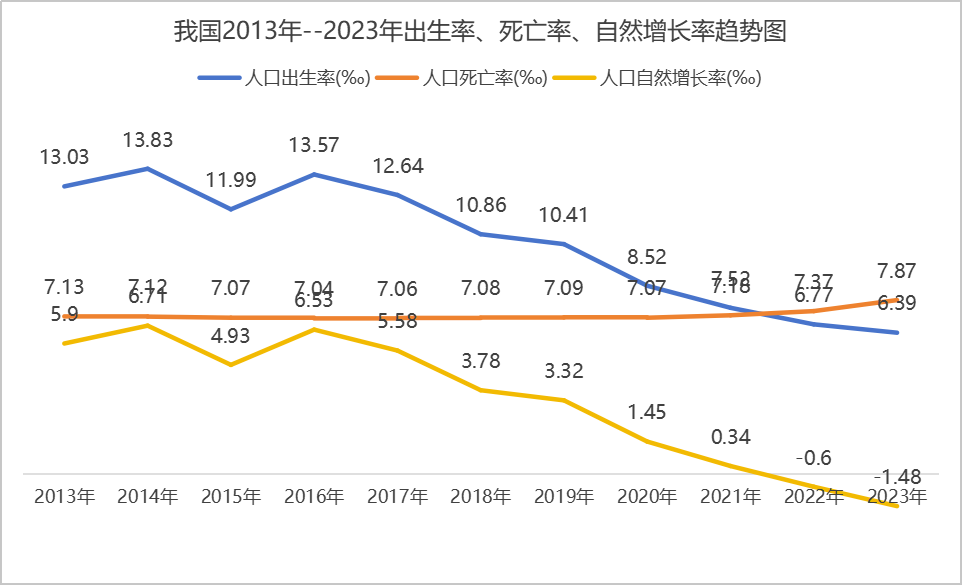 我国2013年--2023年出生率、死亡率、自然增长率趋势图
人口出生率(‰) 人口死亡率(‰) 人口自然增长率(‰)
13.03 13.83 11.99 13.57 12.64 10.86 10.41 8.52 7.52 6.77 6.39
7.13 7.12 7.07 7.04 7.06 7.08 7.09 7.07 7.18 7.37 7.87
5.9 6.71 4.93 6.53 5.58 3.78 3.32 1.45 0.34 -0.6 -1.48
2013年 2014年 2015年 2016年 2017年 2018年 2019年 2020年 2021年 2022年 2023年